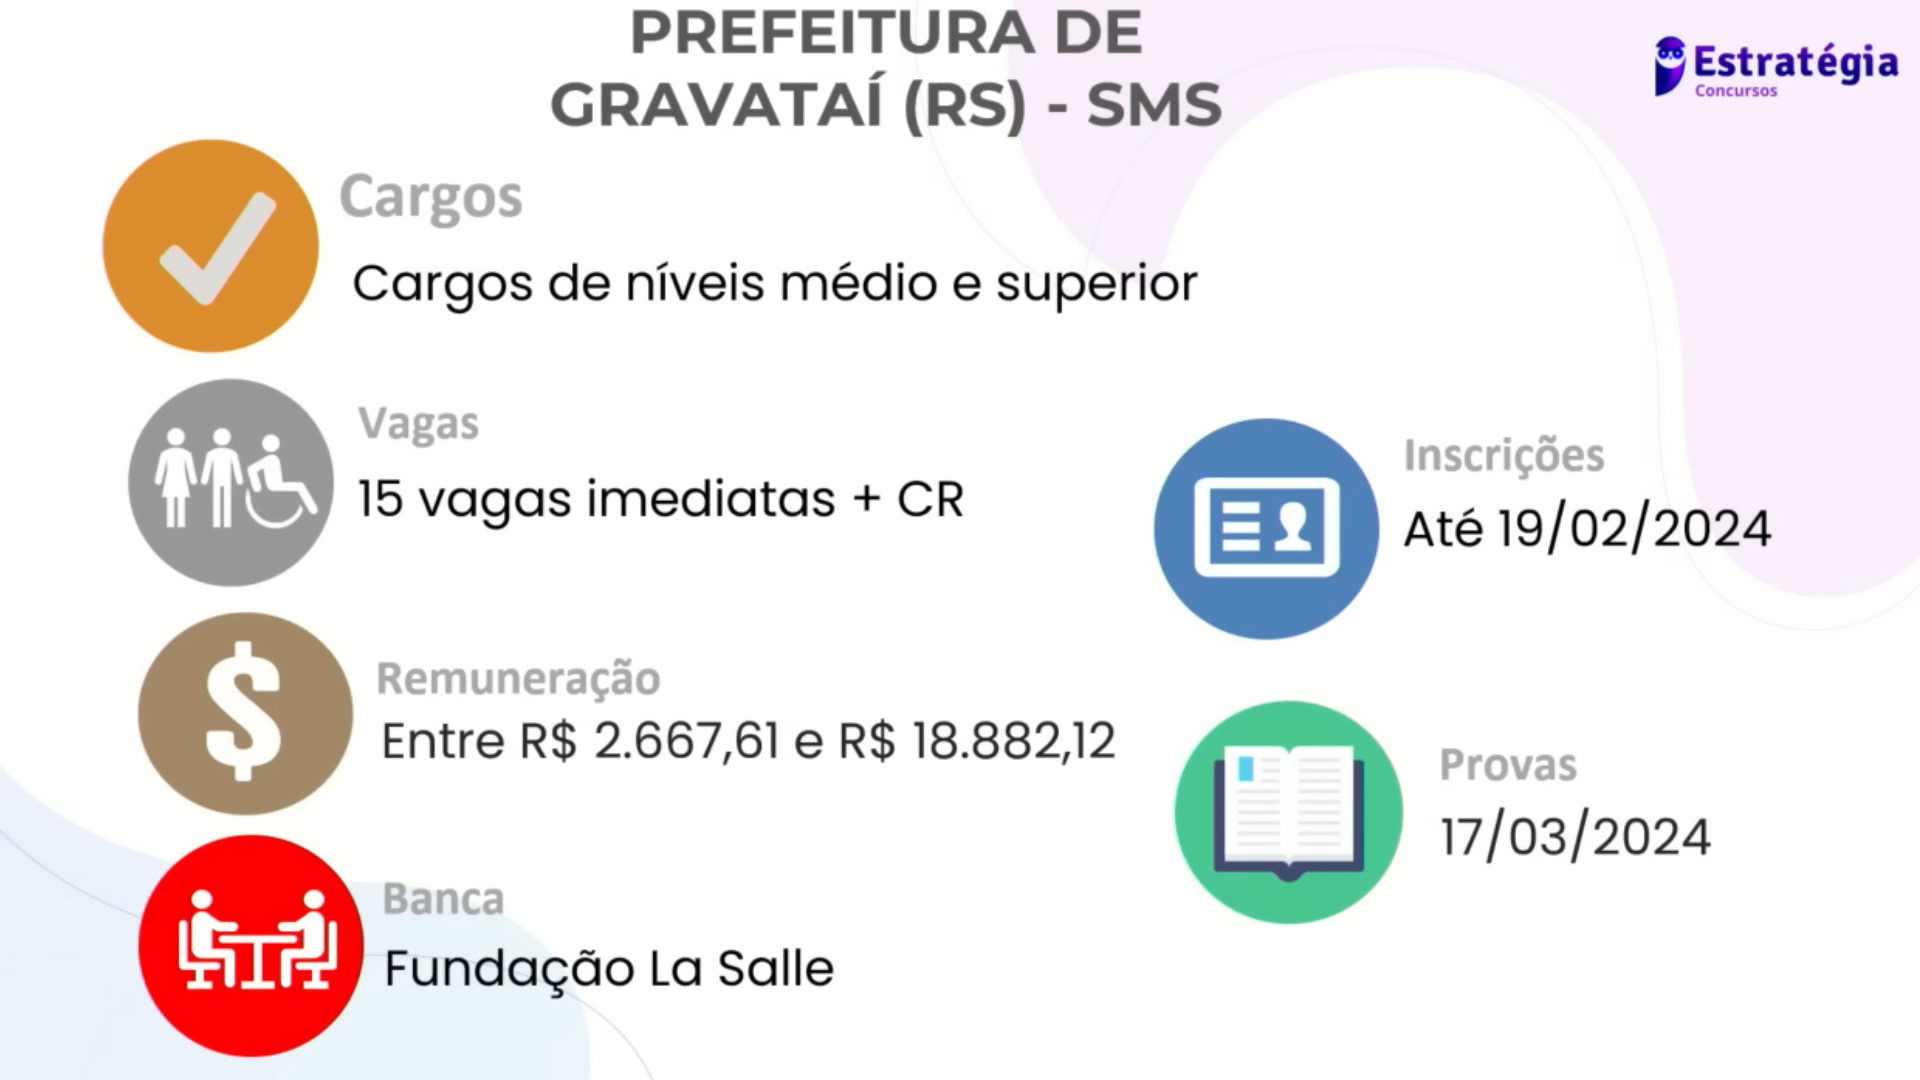 PREFEITURA DE
GRAVATAÍ (RS) - SMS
Estratégia
Concursos
Cargos
Cargos de níveis médio e superior
Vagas
15 vagas imediatas + CR
Remuneração
Entre R$ 2.667,61 e R$ 18.882,12
Banca
Fundação La Salle
Inscrições
Até 19/02/2024
Provas
17/03/2024